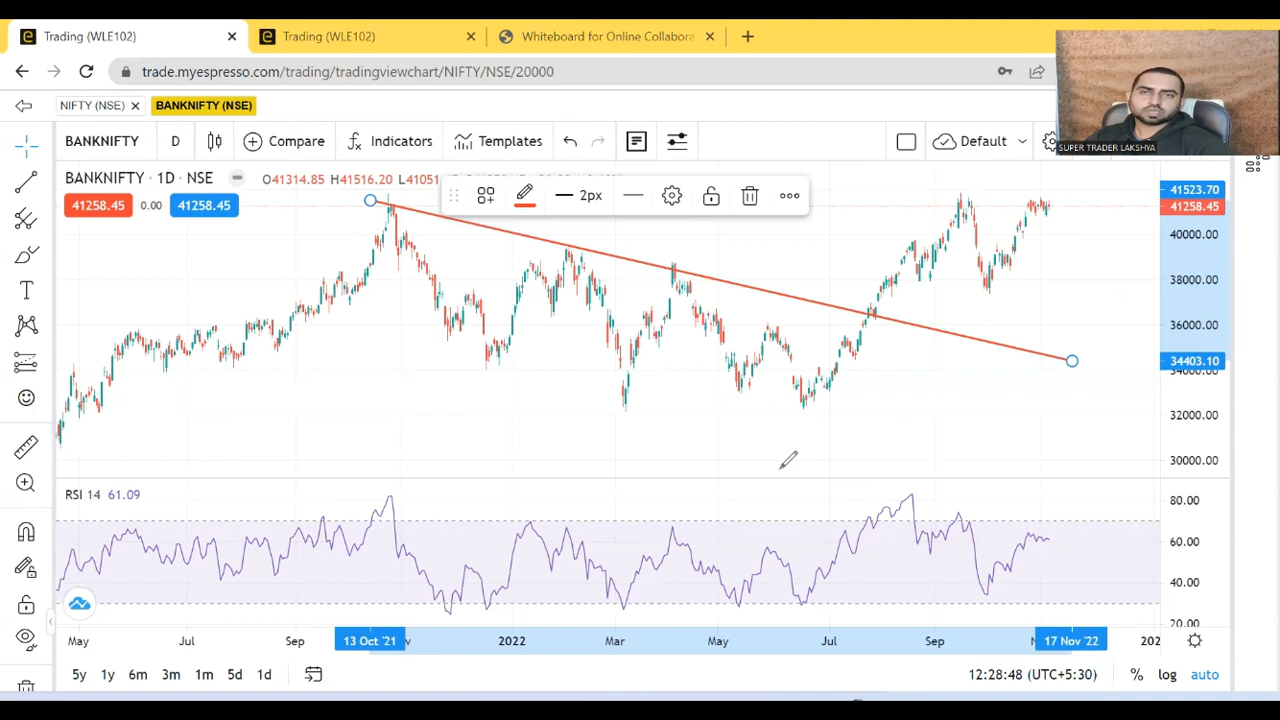 Trading (WLE102)
Trading (WLE102)
Whiteboard for Online Collabora
trade.myespresso.com/trading/tradingviewchart/NIFTY/NSE/20000
NIFTY (NSE)
BANKNIFTY (NSE)
BANKNIFTY
D
Compare
Indicators
Templates
Default
SUPER TRADER LAKSHYA
BANKNIFTY · 1D · NSE
O41314.85 H41516.20 L41051
2px
41258.45
0.00
41258.45
41523.70
41258.45
40000.00
38000.00
36000.00
34403.10
34000.00
32000.00
30000.00
RSI 14 61.09
80.00
60.00
40.00
20.00
May
Jul
Sep
13 Oct '21
2022
Mar
May
Jul
Sep
17 Nov '22
202
5y
1y
6m
3m
1m
5d
1d
12:28:48 (UTC+5:30)
%
log
auto